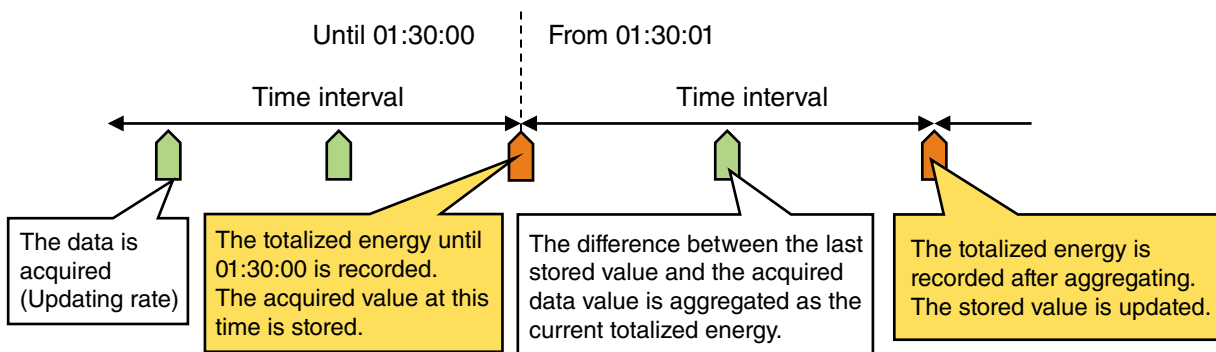 Until 01:30:00
From 01:30:01
Time interval
Time interval
The data is
acquired
(Updating rate)
The totalized energy until
01:30:00 is recorded.
The acquired value at this
time is stored.
The difference between the last
stored value and the acquired
data value is aggregated as the
current totalized energy.
The totalized energy is
recorded after aggregating.
The stored value is updated.